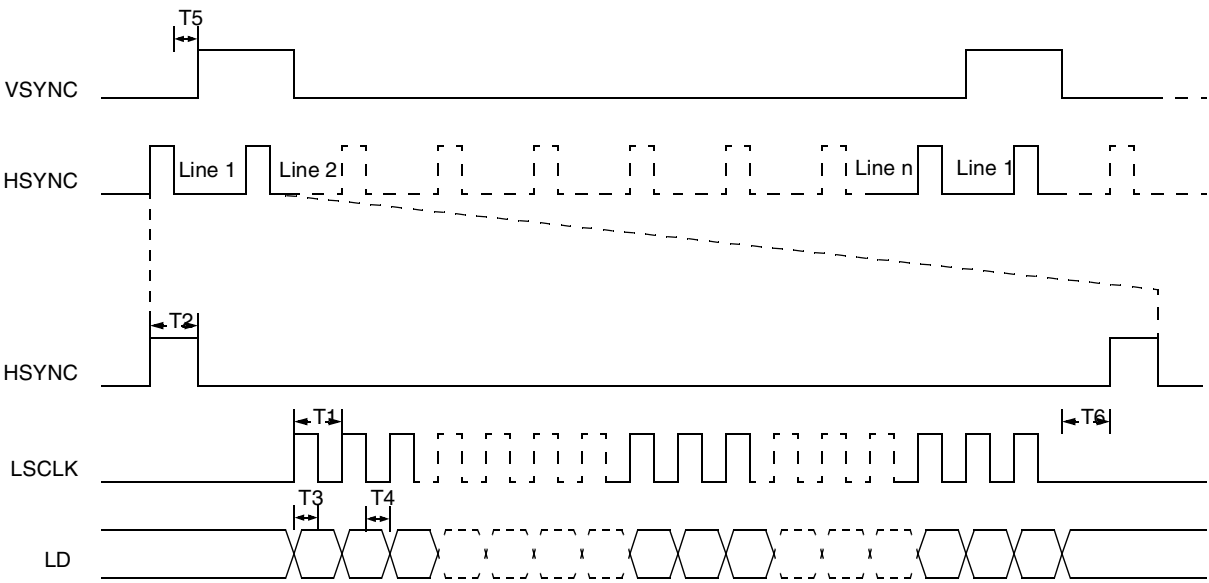 T5
VSYNC
HSYNC
Line 1
Line 2
Line n
Line 1
T2
HSYNC
T1
T6
LSCLK
T3
T4
LD